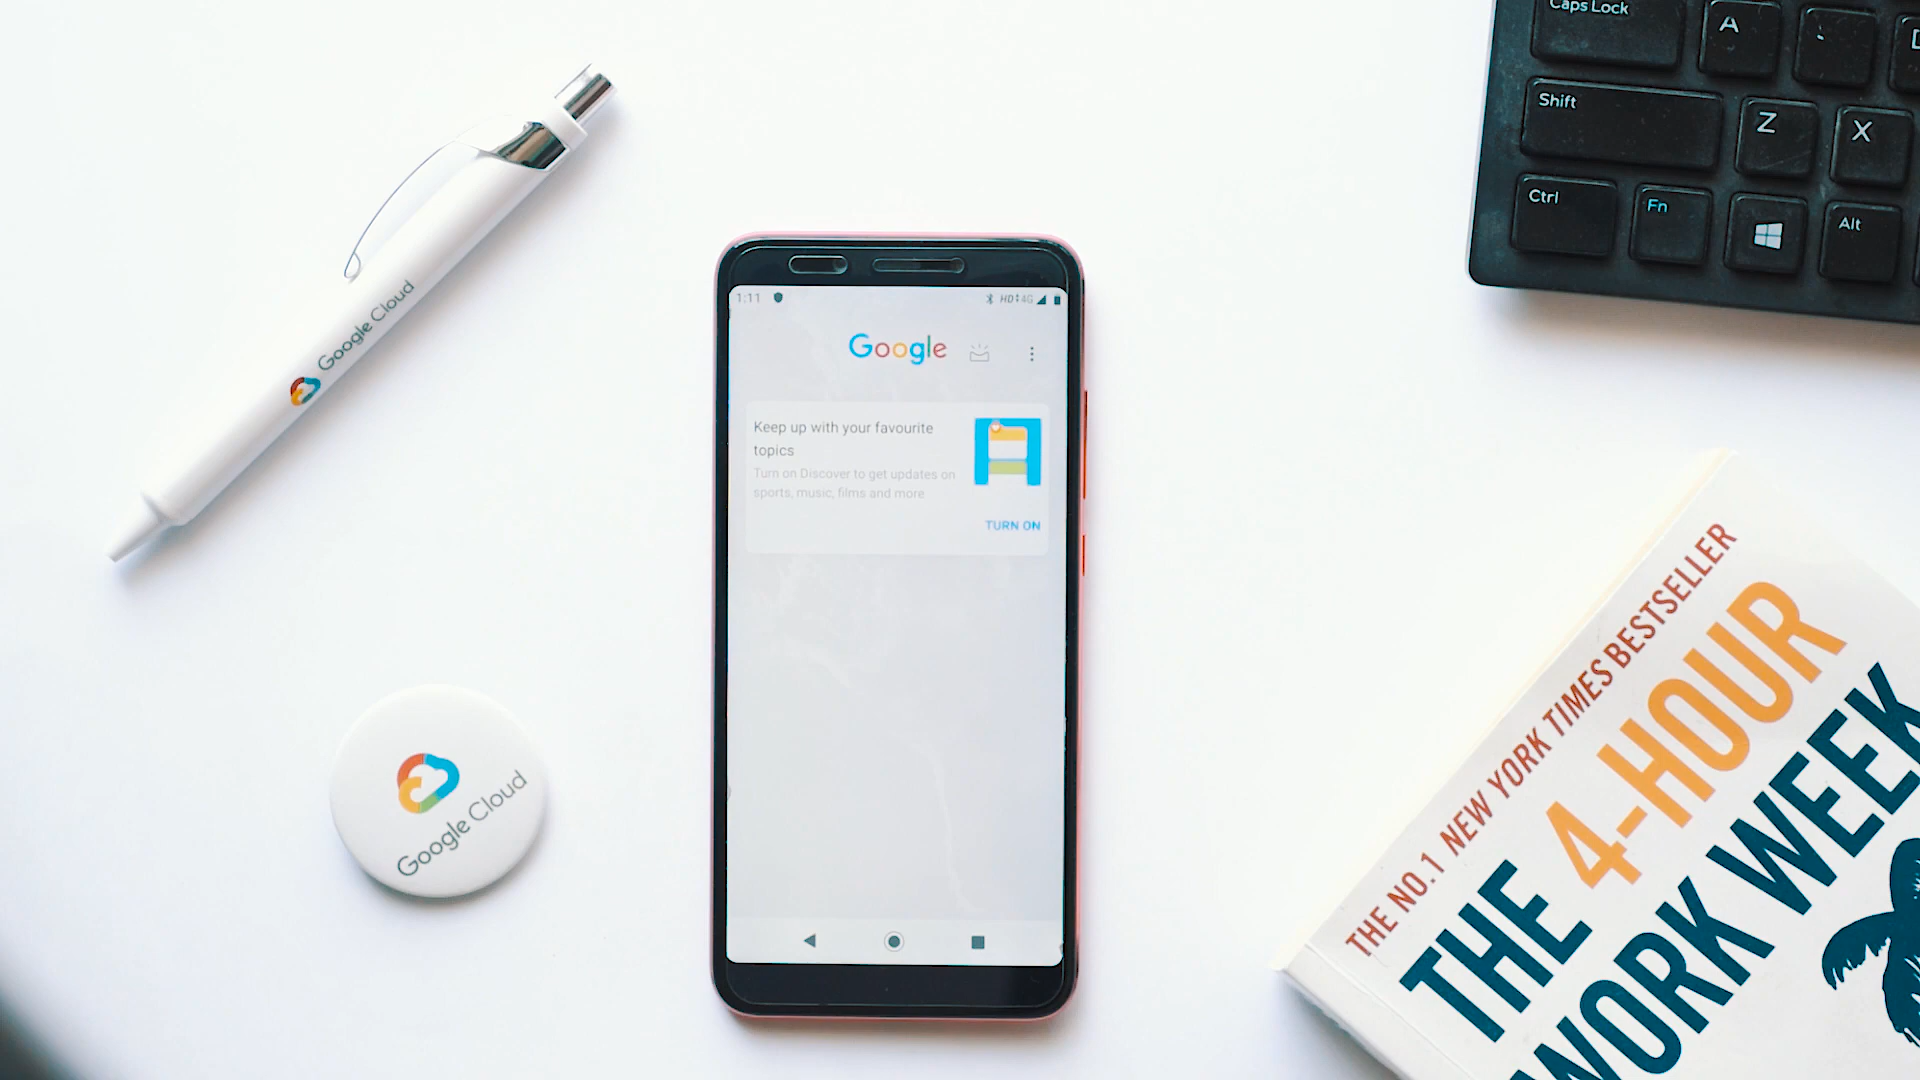 Caps Lock
A
Shift
Z
X
Ctrl
Fn
Alt
Google Cloud
1:11
HD 4G
Google
Keep up with your favourite
topics
Turn on Discover to get updates on
sports, music, films and more
TURN ON
Google Cloud
THE NO.1 NEW YORK TIMES BESTSELLER
THE 4-HOUR
WORK WEEK